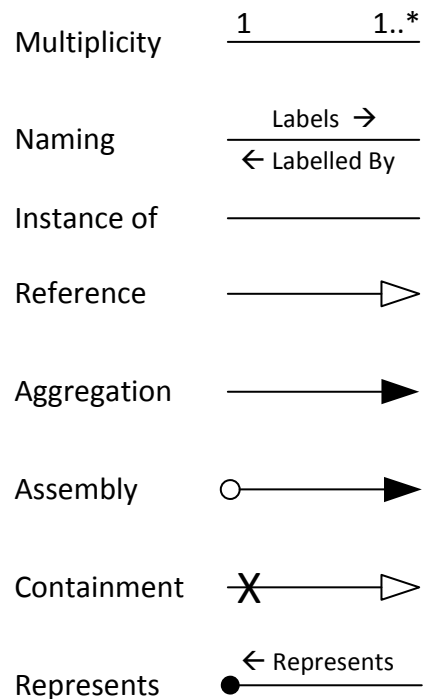 Multiplicity 1 1..*
Naming Labels →
← Labelled By
Instance of
Reference
Aggregation
Assembly
Containment X
Represents ← Represents